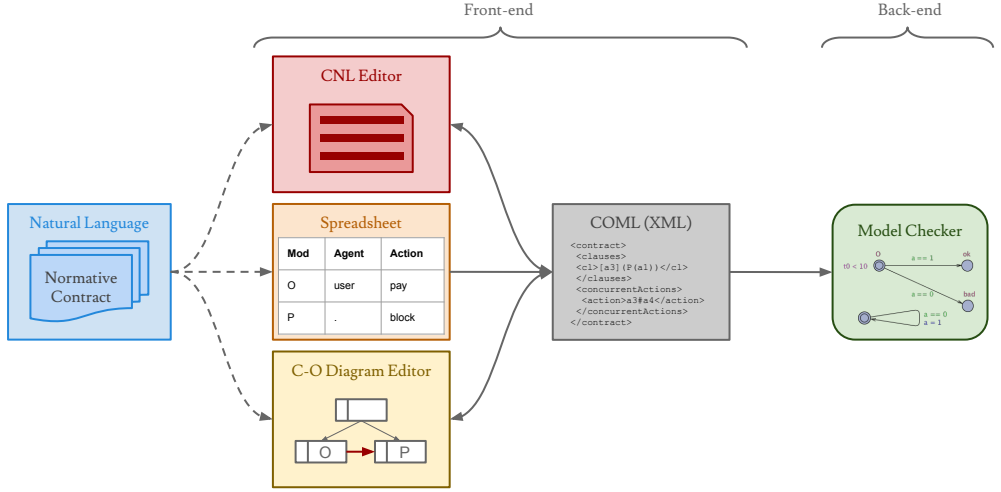 Front-end
Back-end
CNL Editor
Natural Language
Normative
Contract
Spreadsheet
Mod Agent Action
O user pay
P . block
C-O Diagram Editor
O P
COML (XML)
<contract>
<clauses>
<cl>[a3](P(a1))</cl>
</clauses>
<concurrentActions>
<action>a3#a4</action>
</concurrentActions>
</contract>
Model Checker
O
t0 < 10
a == 1
ok
a == 0
bad
a == 0
a = 1